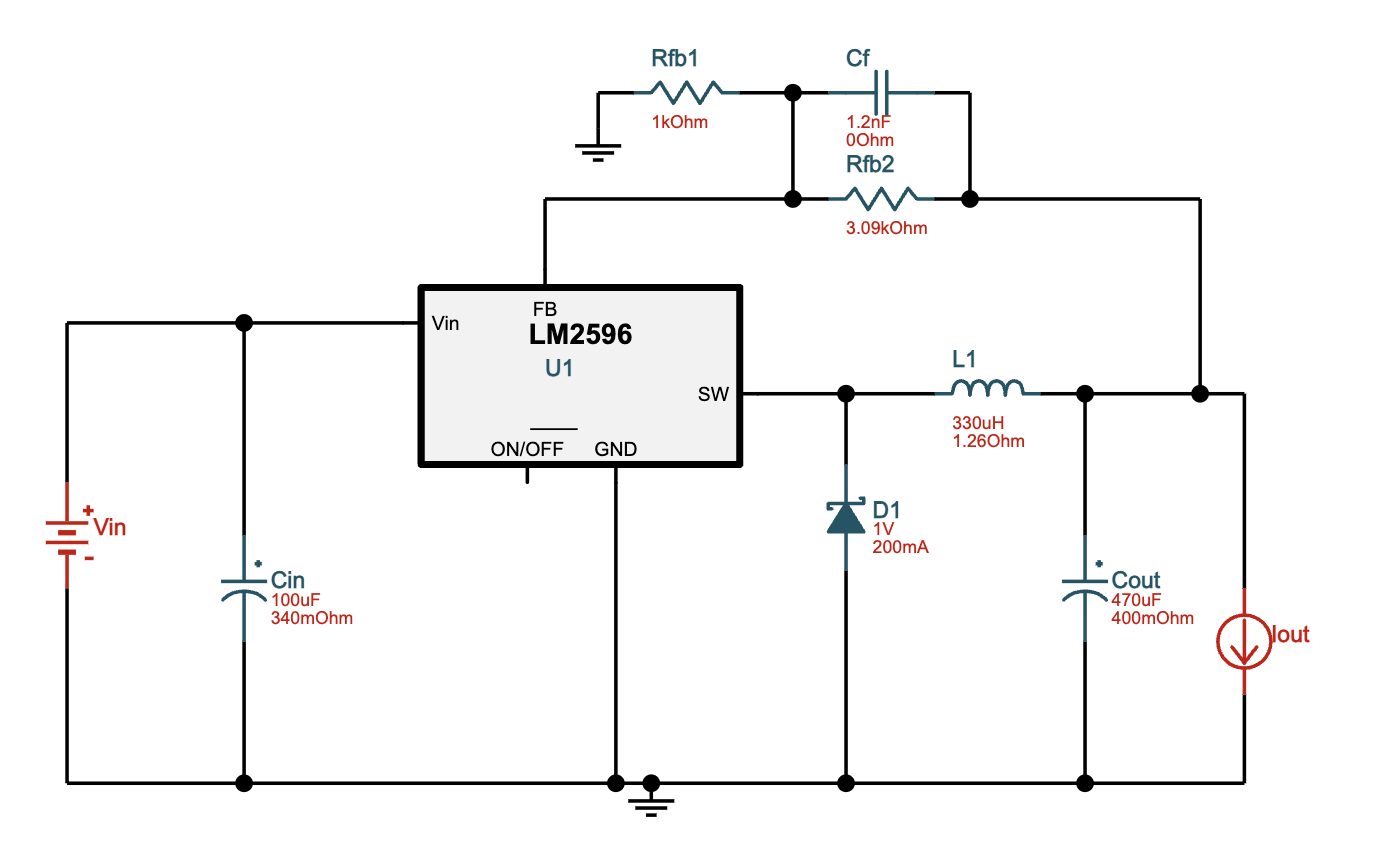 Rfb1
1kOhm
Cf
1.2nF
0Ohm
Rfb2
3.09kOhm
Vin
FB
LM2596
U1
SW
ON/OFF
GND
L1
330uH
1.26Ohm
+
Vin
-
Cin
100uF
340mOhm
D1
1V
200mA
Cout
470uF
400mOhm
Iout